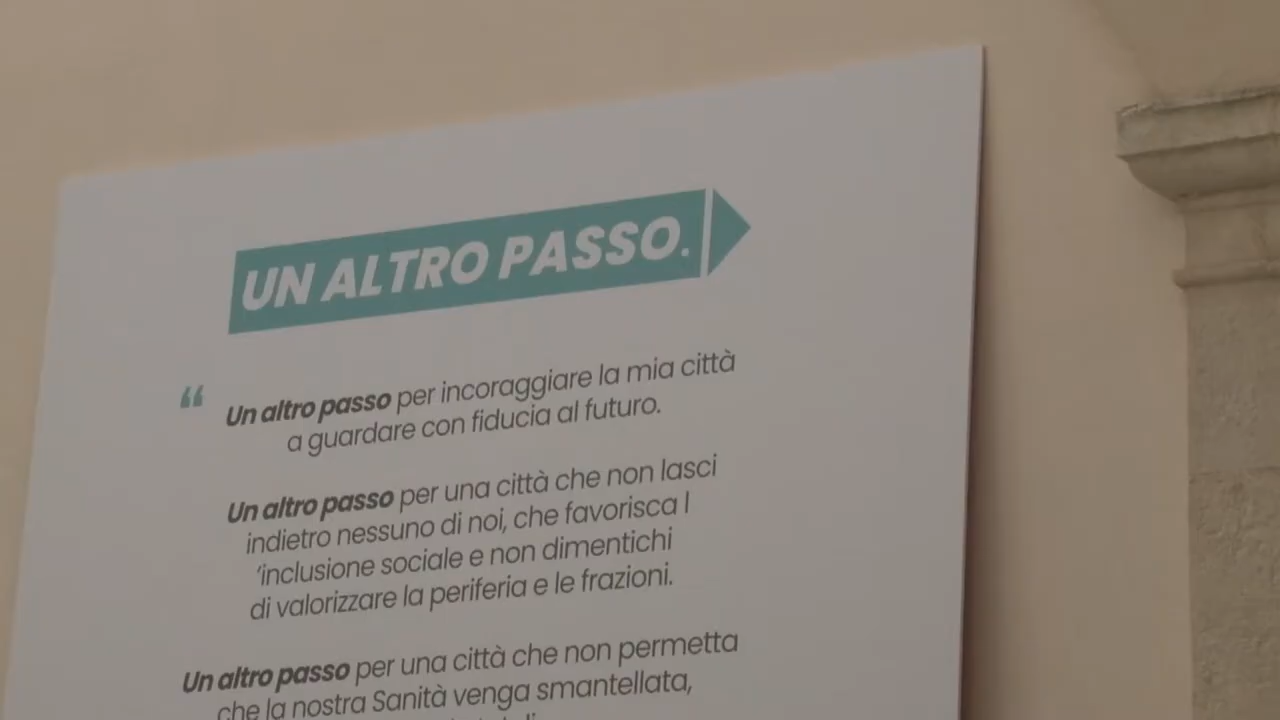 UN ALTRO PASSO.
“
Un altro passo per incoraggiare la mia città
a guardare con fiducia al futuro.
Un altro passo per una città che non lasci
indietro nessuno di noi, che favorisca l
‘inclusione sociale e non dimentichi
di valorizzare la periferia e le frazioni.
Un altro passo per una città che non permetta
che la nostra Sanità venga smantellata,